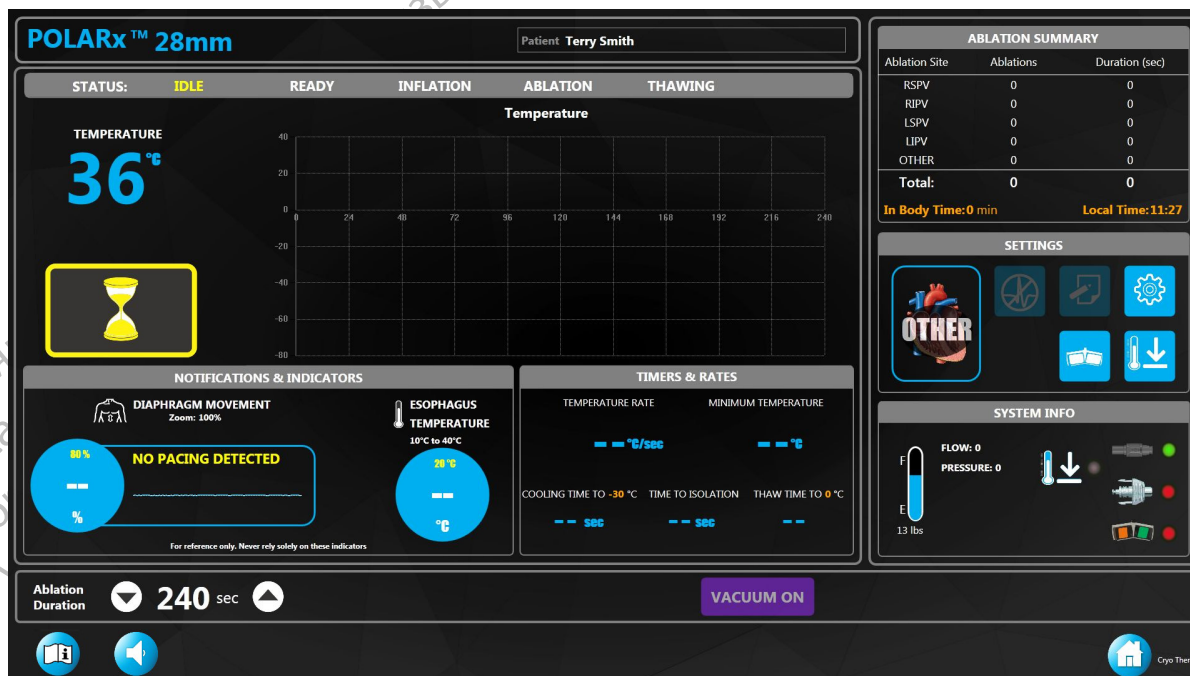 POLARx™ 28mm
Patient Terry Smith
STATUS: IDLE READY INFLATION ABLATION THAWING
TEMPERATURE
36°C
Temperature
40
20
0
-20
-40
-60
-80
0 24 48 72 96 120 144 168 192 216 240
NOTIFICATIONS & INDICATORS
DIAPHRAGM MOVEMENT
Zoom: 100%
80 %
--
%
NO PACING DETECTED
ESOPHAGUS
TEMPERATURE
10°C to 40°C
20 °C
--
°C
For reference only. Never rely solely on these indicators
TIMERS & RATES
TEMPERATURE RATE MINIMUM TEMPERATURE
-- °C/sec -- °C
COOLING TIME TO -30 °C TIME TO ISOLATION THAW TIME TO 0 °C
-- sec -- sec --
ABLATION SUMMARY
Ablation Site Ablations Duration (sec)
RSPV 0 0
RIPV 0 0
LSPV 0 0
LIPV 0 0
OTHER 0 0
Total: 0 0
In Body Time:0 min Local Time:11:27
SETTINGS
OTHER
SYSTEM INFO
F
E
13 lbs
FLOW: 0
PRESSURE: 0
Ablation
Duration
240 sec
VACUUM ON
Cryo Ther